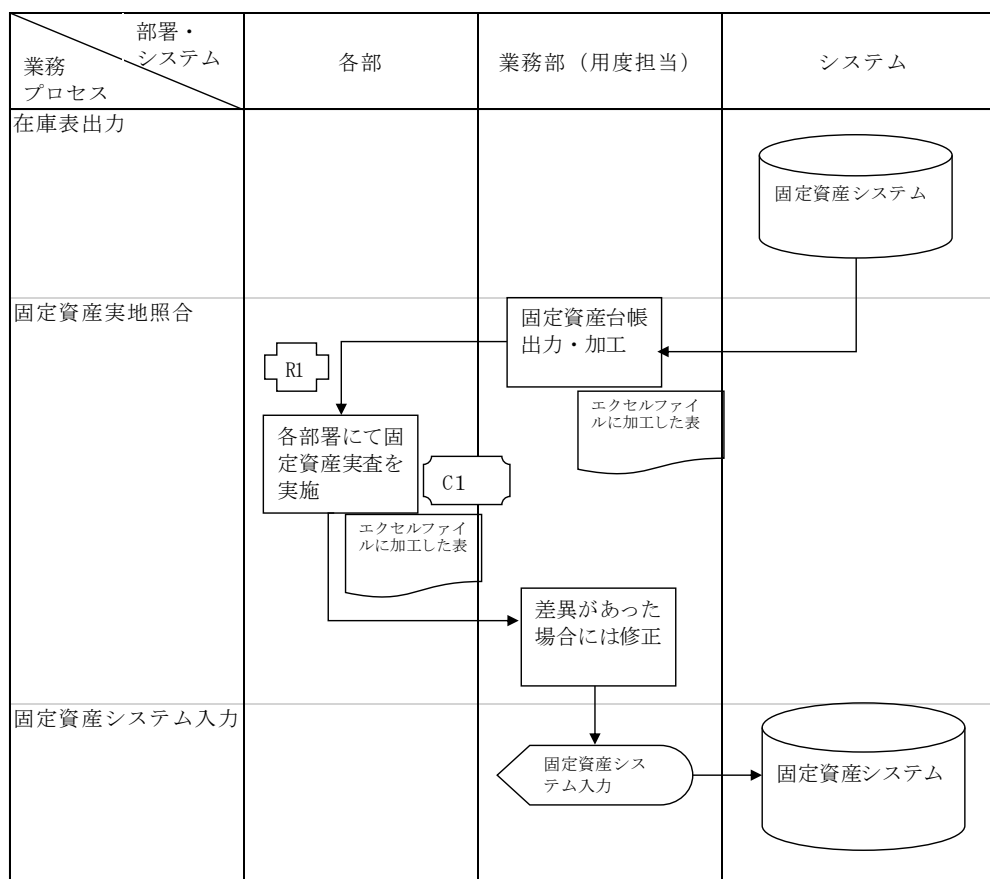 部署・
システム
業務
プロセス
各部
業務部（用度担当）
システム
在庫表出力
固定資産システム
固定資産実地照合
固定資産台帳
出力・加工
R1
エクセルファイ
ルに加工した表
各部署にて固
定資産実査を
実施
C1
エクセルファイ
ルに加工した表
差異があった
場合には修正
固定資産システム入力
固定資産シス
テム入力
固定資産システム